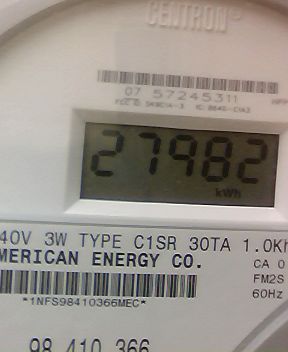 CENTRON®
07 57245311
27982
kWh
40V 3W TYPE C1SR 30TA 1.0Kh
MERICAN ENERGY CO.
CA 0
FM2S
60Hz
*1NFS98410366MEC*
98 410 366